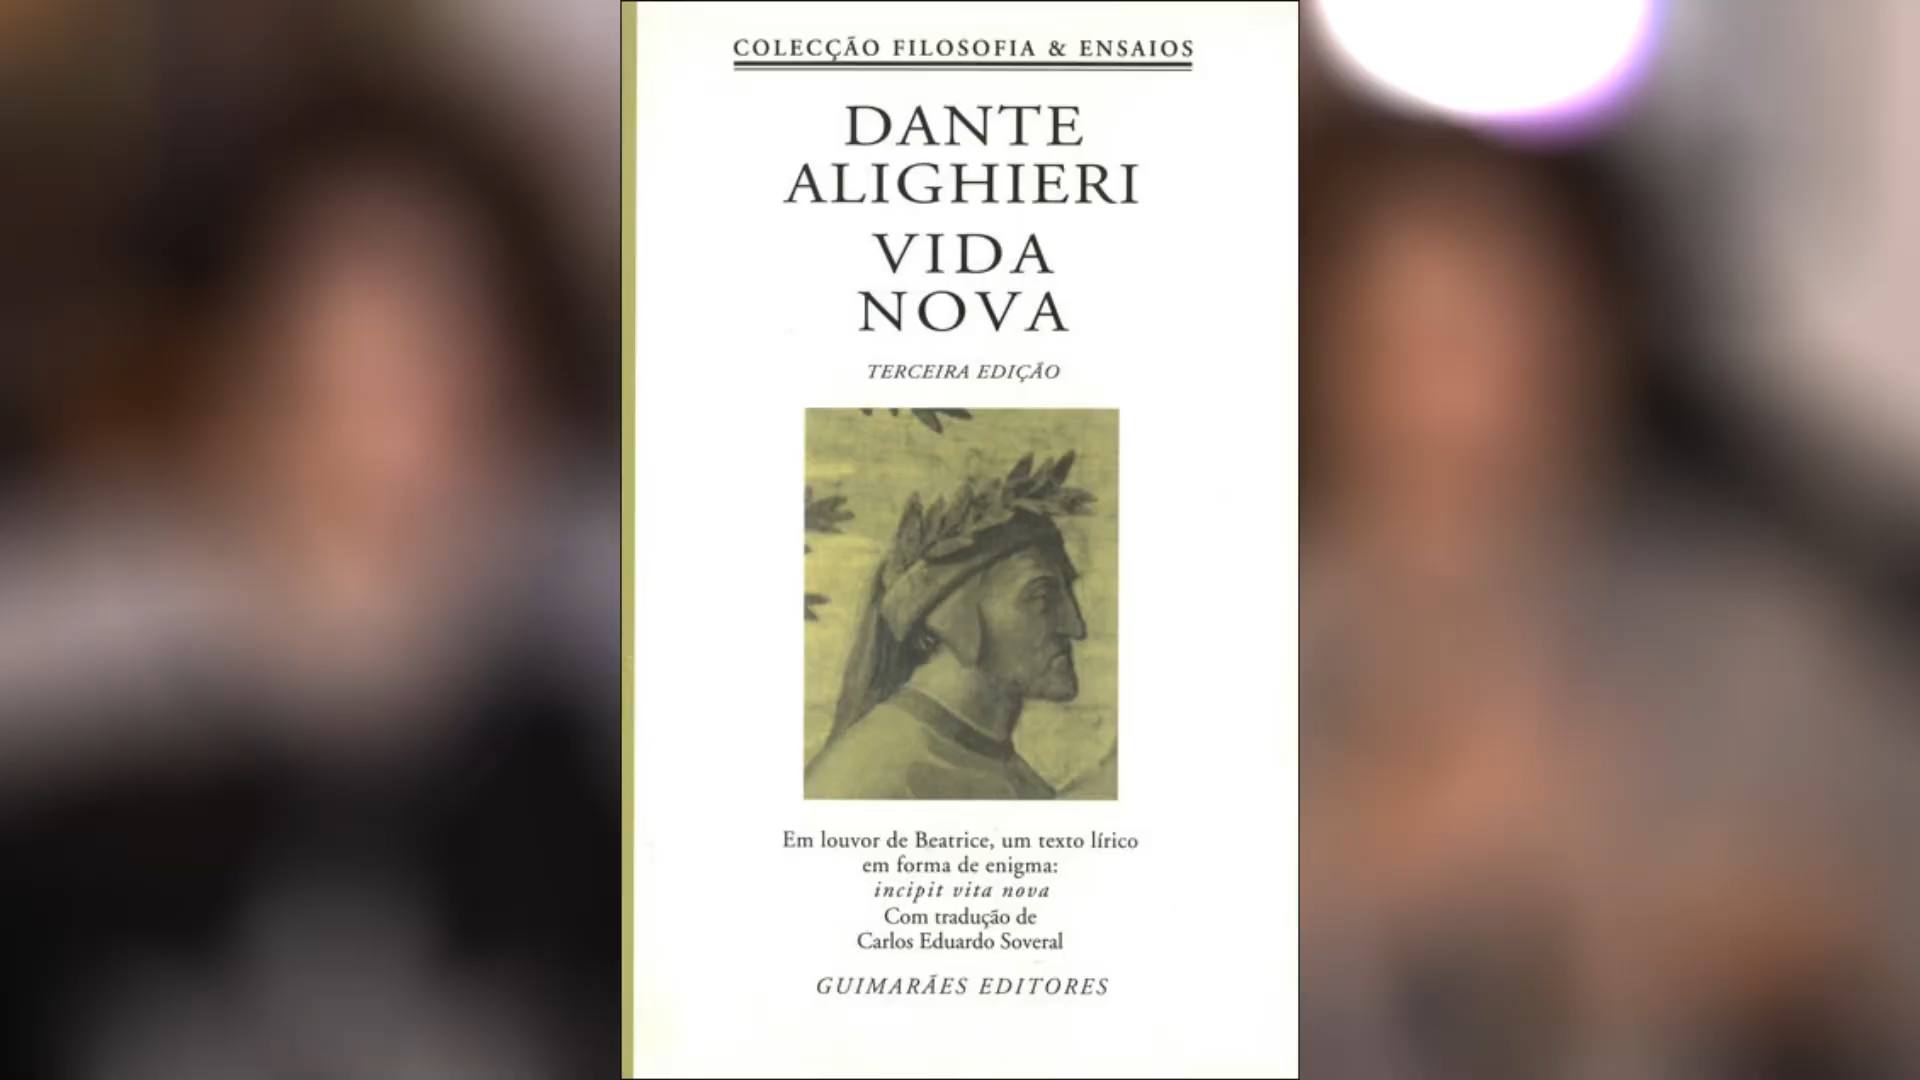 COLECÇÃO FILOSOFIA & ENSAIOS
DANTE
ALIGHIERI
VIDA
NOVA
TERCEIRA EDIÇÃO
Em louvor de Beatrice, um texto lírico
em forma de enigma:
incipit vita nova
Com tradução de
Carlos Eduardo Soveral
GUIMARÃES EDITORES